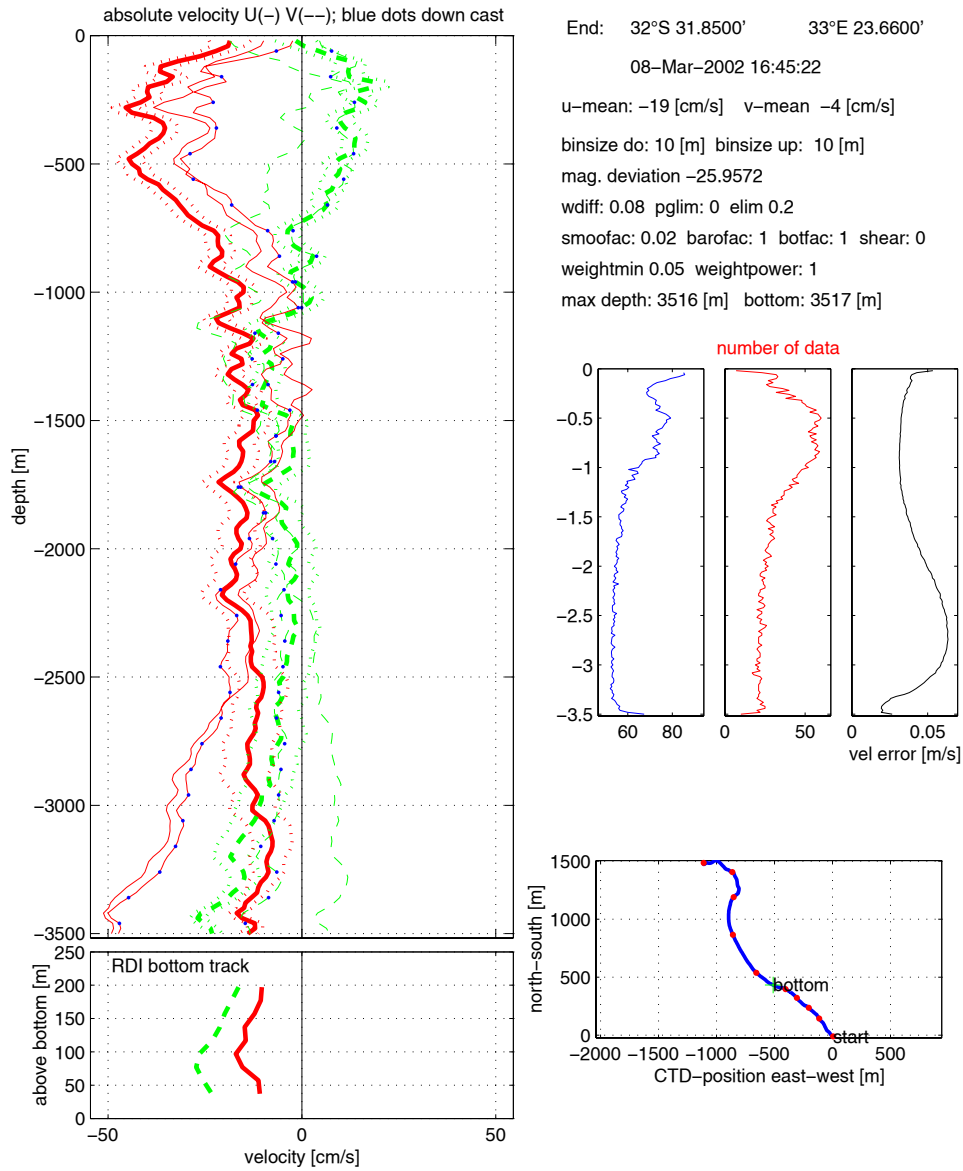 absolute velocity U(−) V(−−); blue dots down cast
0
−500
−1000
−1500
−2000
−2500
−3000
−3500
depth [m]
RDI bottom track
250
200
150
100
50
0
above bottom [m]
−50
0
50
velocity [cm/s]
End: 32°S 31.8500' 33°E 23.6600'
08−Mar−2002 16:45:22
u−mean: −19 [cm/s] v−mean −4 [cm/s]
binsize do: 10 [m] binsize up: 10 [m]
mag. deviation −25.9572
wdiff: 0.08 pglim: 0 elim 0.2
smoofac: 0.02 barofac: 1 botfac: 1 shear: 0
weightmin 0.05 weightpower: 1
max depth: 3516 [m] bottom: 3517 [m]
number of data
0
−0.5
−1
−1.5
−2
−2.5
−3
−3.5
60 80
50
0 0.05
vel error [m/s]
1500
1000
500
0
north−south [m]
bottom
start
−2000 −1500 −1000 −500 0 500
CTD−position east−west [m]